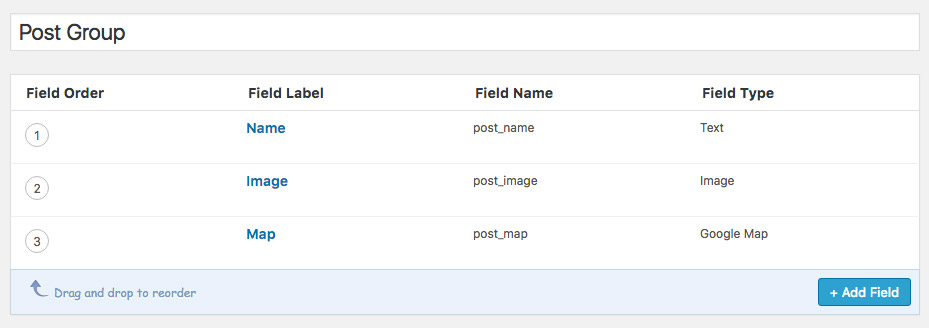 Post Group
Field Order Field Label Field Name Field Type
1 Name post_name Text
2 Image post_image Image
3 Map post_map Google Map
Drag and drop to reorder + Add Field